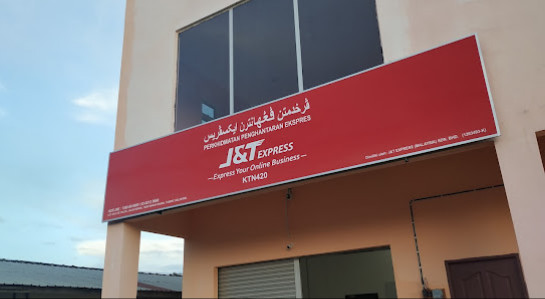 ڤرخدمتن ڤڠهانترن ايکسڤريس
PERKHIDMATAN PENGHANTARAN EKSPRES
J&T EXPRESS
—Express Your Online Business—
KTN420